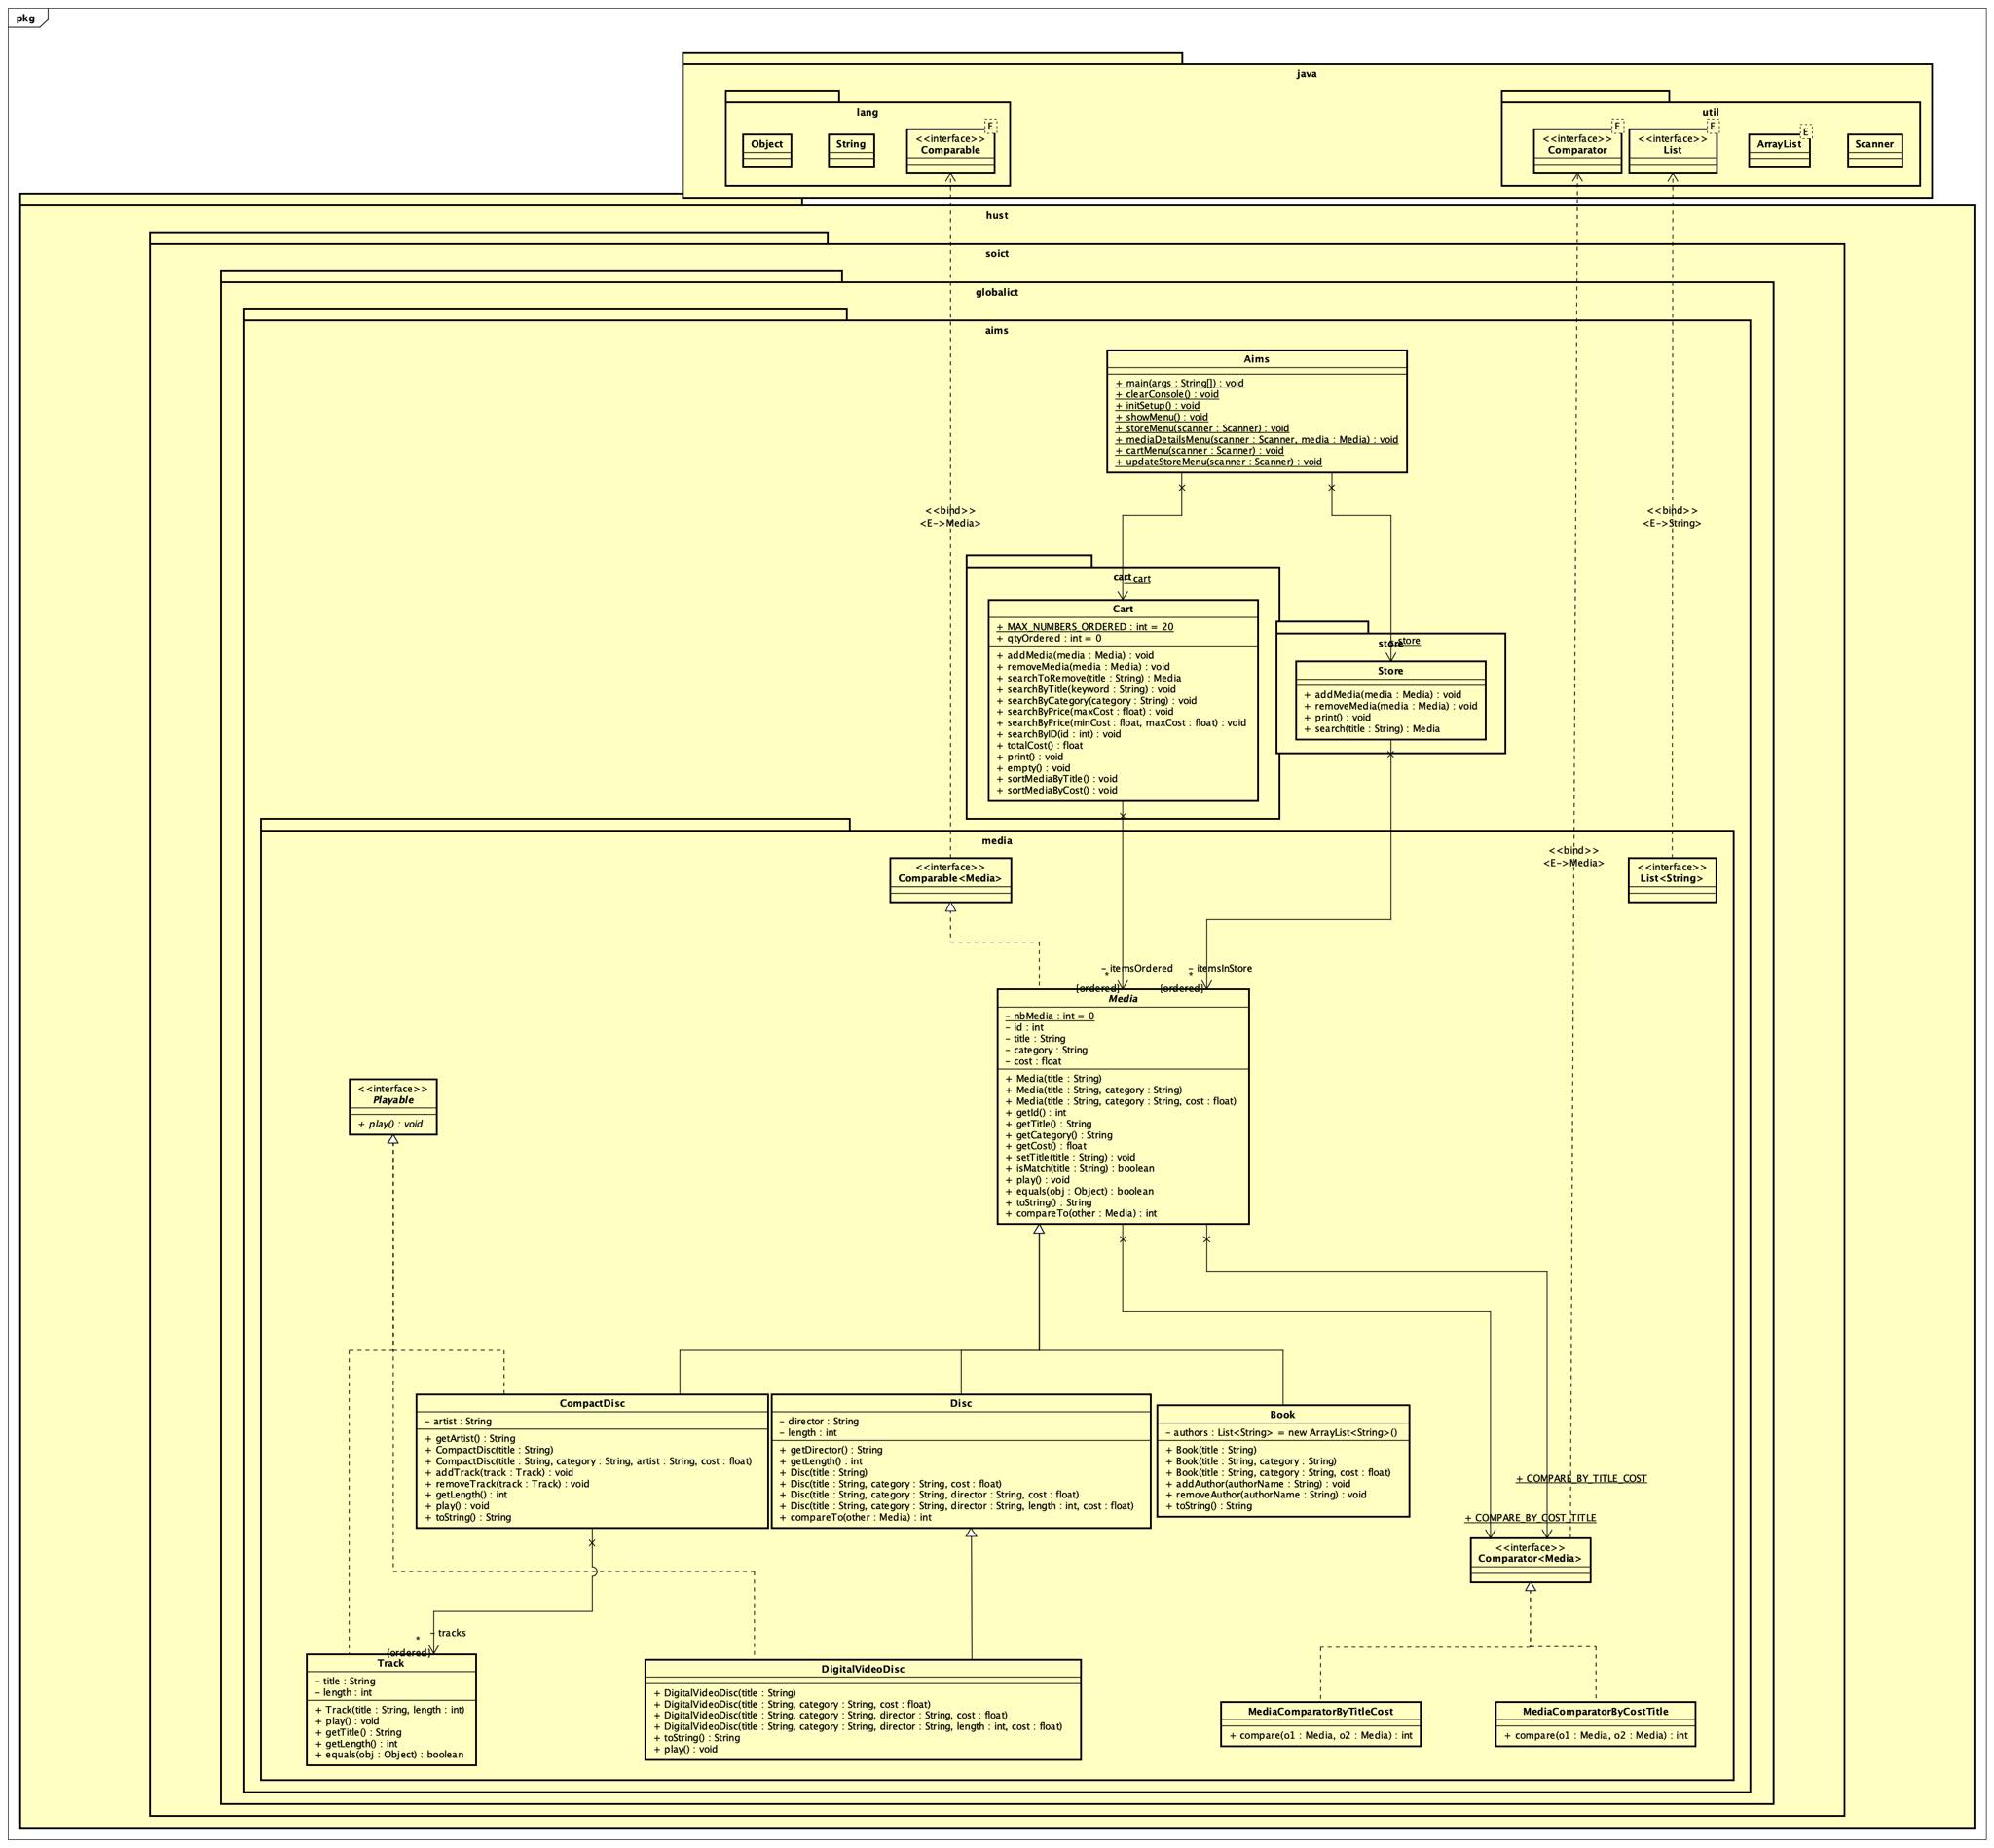 pkg
java
lang
Object
String
E
<<interface>>
Comparable
util
E
<<interface>>
Comparator
E
<<interface>>
List
E
ArrayList
Scanner
hust
soict
globalict
aims
Aims
+ main(args : String[]) : void
+ clearConsole() : void
+ initSetup() : void
+ showMenu() : void
+ storeMenu(scanner : Scanner) : void
+ mediaDetailsMenu(scanner : Scanner, media : Media) : void
+ cartMenu(scanner : Scanner) : void
+ updateStoreMenu(scanner : Scanner) : void
<<bind>>
<E->Media>
<<bind>>
<E->String>
cart
- cart
Cart
+ MAX_NUMBERS_ORDERED : int = 20
+ qtyOrdered : int = 0
+ addMedia(media : Media) : void
+ removeMedia(media : Media) : void
+ searchToRemove(title : String) : Media
+ searchByTitle(keyword : String) : void
+ searchByCategory(category : String) : void
+ searchByPrice(maxCost : float) : void
+ searchByPrice(minCost : float, maxCost : float) : void
+ searchByID(id : int) : void
+ totalCost() : float
+ print() : void
+ empty() : void
+ sortMediaByTitle() : void
+ sortMediaByCost() : void
store
- store
Store
+ addMedia(media : Media) : void
+ removeMedia(media : Media) : void
+ print() : void
+ search(title : String) : Media
media
<<interface>>
Comparable<Media>
<<bind>>
<E->Media>
<<interface>>
List<String>
- itemsOrdered
*
{ordered}
- itemsInStore
*
{ordered}
Media
- nbMedia : int = 0
- id : int
- title : String
- category : String
- cost : float
+ Media(title : String)
+ Media(title : String, category : String)
+ Media(title : String, category : String, cost : float)
+ getId() : int
+ getTitle() : String
+ getCategory() : String
+ getCost() : float
+ setTitle(title : String) : void
+ isMatch(title : String) : boolean
+ play() : void
+ equals(obj : Object) : boolean
+ toString() : String
+ compareTo(other : Media) : int
<<interface>>
Playable
+ play() : void
CompactDisc
- artist : String
+ getArtist() : String
+ CompactDisc(title : String)
+ CompactDisc(title : String, category : String, artist : String, cost : float)
+ addTrack(track : Track) : void
+ removeTrack(track : Track) : void
+ getLength() : int
+ play() : void
+ toString() : String
Disc
- director : String
- length : int
+ getDirector() : String
+ getLength() : int
+ Disc(title : String)
+ Disc(title : String, category : String, cost : float)
+ Disc(title : String, category : String, director : String, cost : float)
+ Disc(title : String, category : String, director : String, length : int, cost : float)
+ compareTo(other : Media) : int
Book
- authors : List<String> = new ArrayList<String>()
+ Book(title : String)
+ Book(title : String, category : String)
+ Book(title : String, category : String, cost : float)
+ addAuthor(authorName : String) : void
+ removeAuthor(authorName : String) : void
+ toString() : String
+ COMPARE_BY_TITLE_COST
+ COMPARE_BY_COST_TITLE
<<interface>>
Comparator<Media>
- tracks
*
{ordered}
Track
- title : String
- length : int
+ Track(title : String, length : int)
+ play() : void
+ getTitle() : String
+ getLength() : int
+ equals(obj : Object) : boolean
DigitalVideoDisc
+ DigitalVideoDisc(title : String)
+ DigitalVideoDisc(title : String, category : String, cost : float)
+ DigitalVideoDisc(title : String, category : String, director : String, cost : float)
+ DigitalVideoDisc(title : String, category : String, director : String, length : int, cost : float)
+ toString() : String
+ play() : void
MediaComparatorByTitleCost
+ compare(o1 : Media, o2 : Media) : int
MediaComparatorByCostTitle
+ compare(o1 : Media, o2 : Media) : int